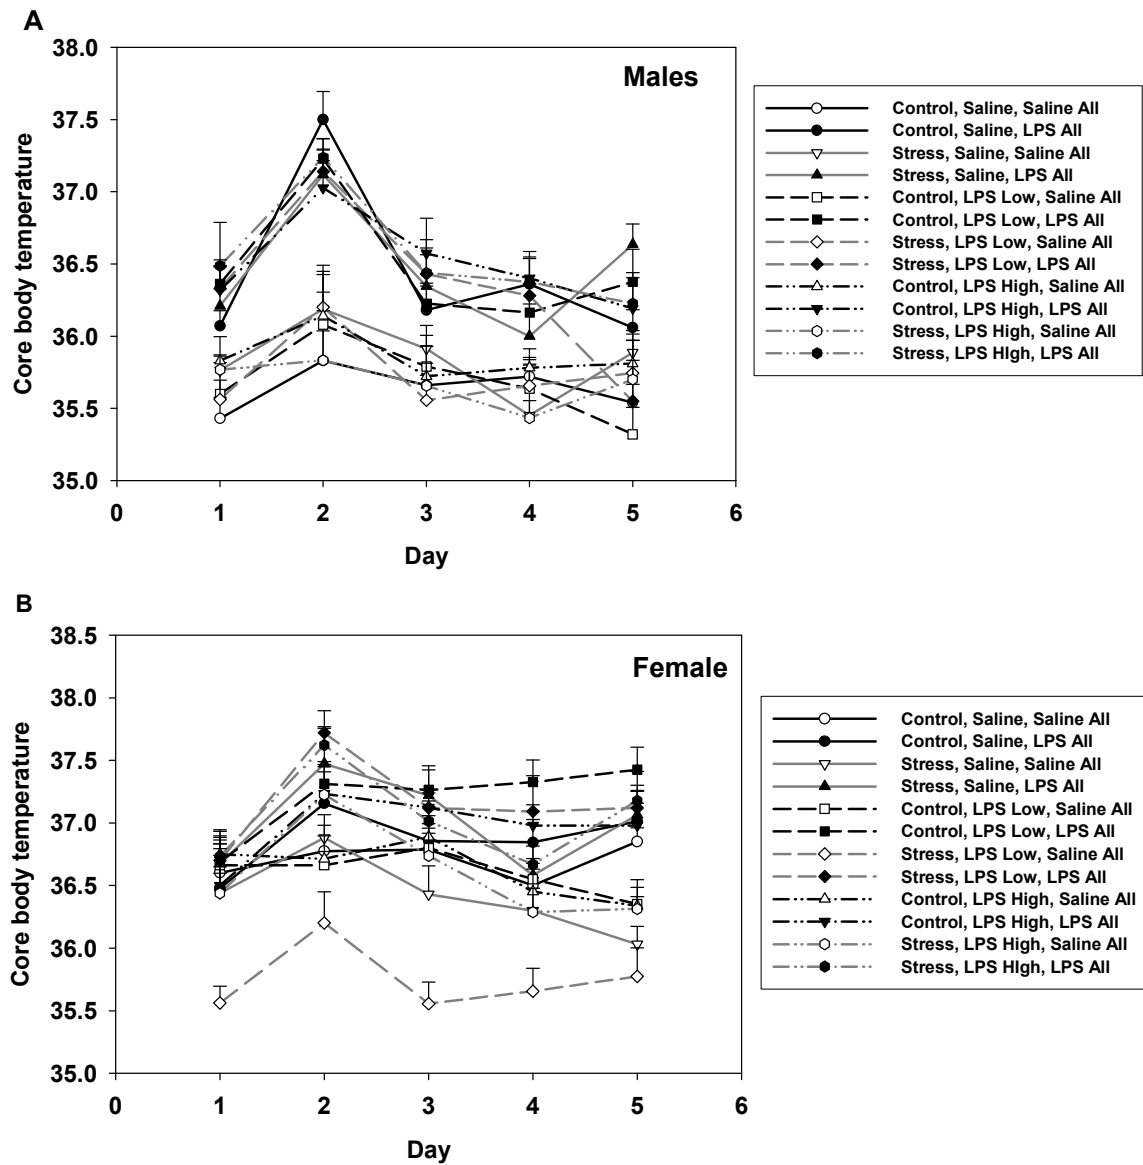 A
38.0
37.5
37.0
36.5
36.0
35.5
35.0
Core body temperature
Males
0 1 2 3 4 5 6
Day
Control, Saline, Saline All
Control, Saline, LPS All
Stress, Saline, Saline All
Stress, Saline, LPS All
Control, LPS Low, Saline All
Control, LPS Low, LPS All
Stress, LPS Low, Saline All
Stress, LPS Low, LPS All
Control, LPS High, Saline All
Control, LPS High, LPS All
Stress, LPS High, Saline All
Stress, LPS HIgh, LPS All
B
38.5
38.0
37.5
37.0
36.5
36.0
35.5
35.0
Core body temperature
Female
0 1 2 3 4 5 6
Day
Control, Saline, Saline All
Control, Saline, LPS All
Stress, Saline, Saline All
Stress, Saline, LPS All
Control, LPS Low, Saline All
Control, LPS Low, LPS All
Stress, LPS Low, Saline All
Stress, LPS Low, LPS All
Control, LPS High, Saline All
Control, LPS High, LPS All
Stress, LPS High, Saline All
Stress, LPS HIgh, LPS All